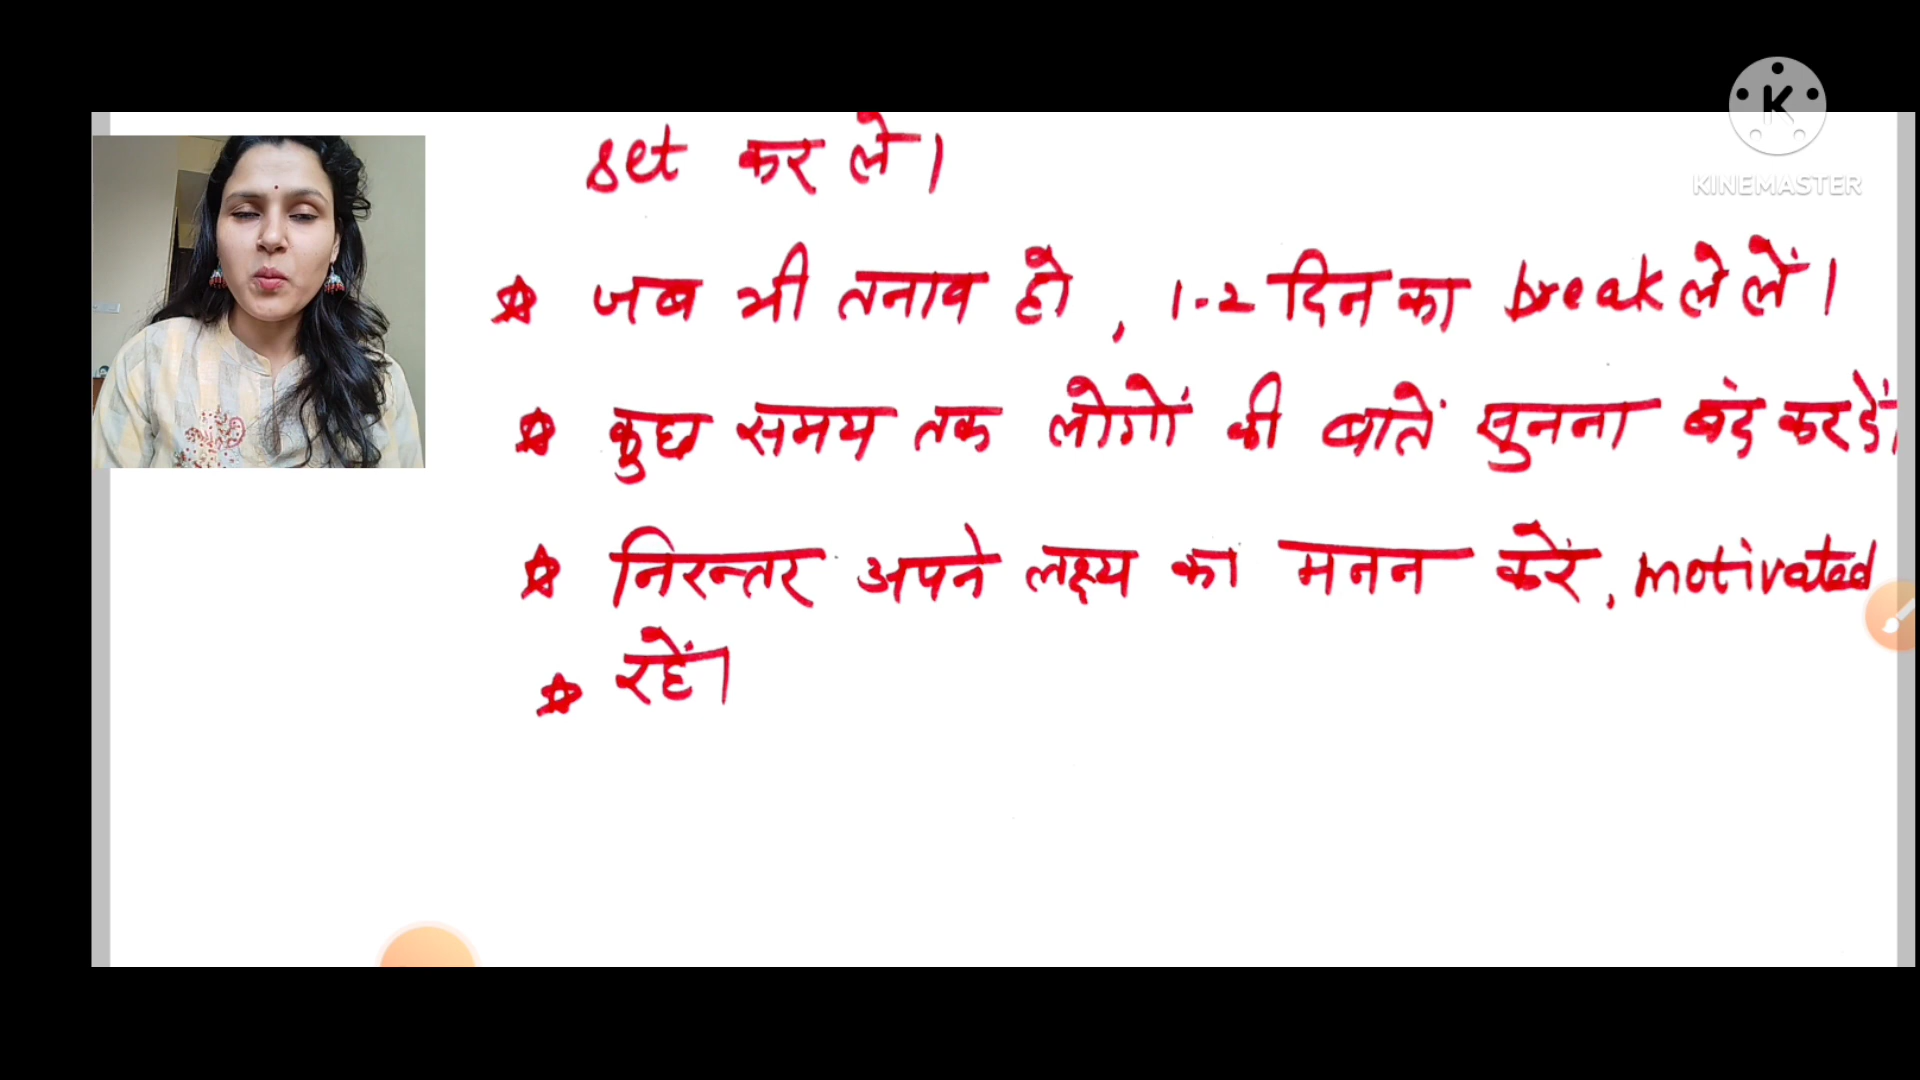 set कर ले।
☆ जब भी तनाव हो, 1-2 दिन का break ले लें।
☆ कुछ समय तक लोगों की बातें सुनना बंद कर दें।
☆ निरन्तर अपने लक्ष्य का मनन करें, motivated
☆ रहें।
KINEMASTER